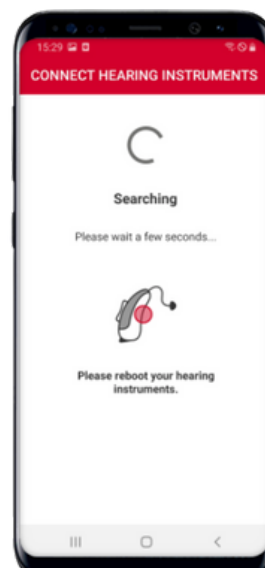 15:29
CONNECT HEARING INSTRUMENTS
Searching
Please wait a few seconds...
Please reboot your hearing
instruments.